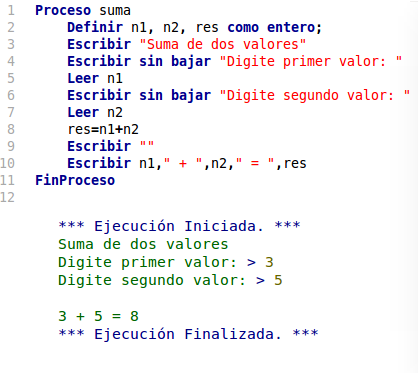 1 Proceso suma
2 Definir n1, n2, res como entero;
3 Escribir "Suma de dos valores"
4 Escribir sin bajar "Digite primer valor: "
5 Leer n1
6 Escribir sin bajar "Digite segundo valor: "
7 Leer n2
8 res=n1+n2
9 Escribir ""
10 Escribir n1," + ",n2," = ",res
11 FinProceso
12
*** Ejecución Iniciada. ***
Suma de dos valores
Digite primer valor: > 3
Digite segundo valor: > 5
3 + 5 = 8
*** Ejecución Finalizada. ***